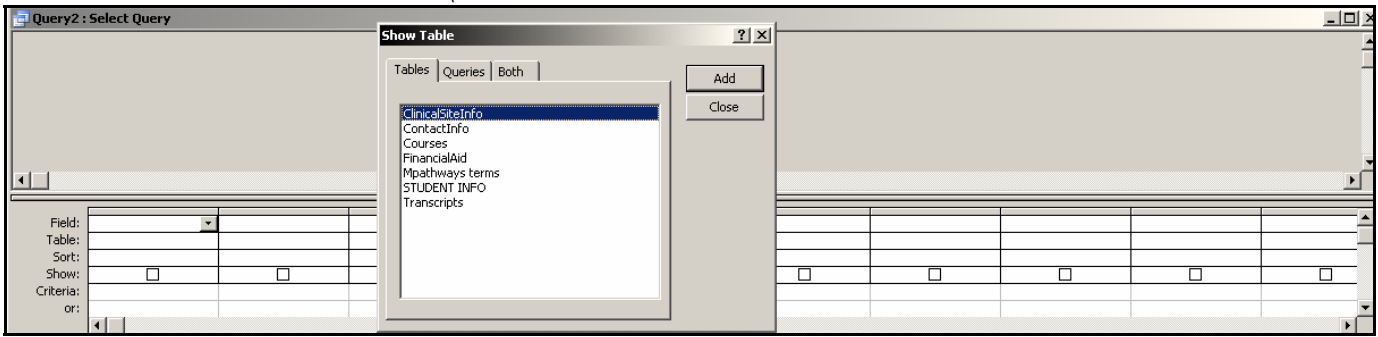 Query2 : Select Query
Show Table
Tables Queries Both
Add
Close
ClinicalSiteInfo
ContactInfo
Courses
FinancialAid
Mpathways terms
STUDENT INFO
Transcripts
Field:
Table:
Sort:
Show:
Criteria:
or: